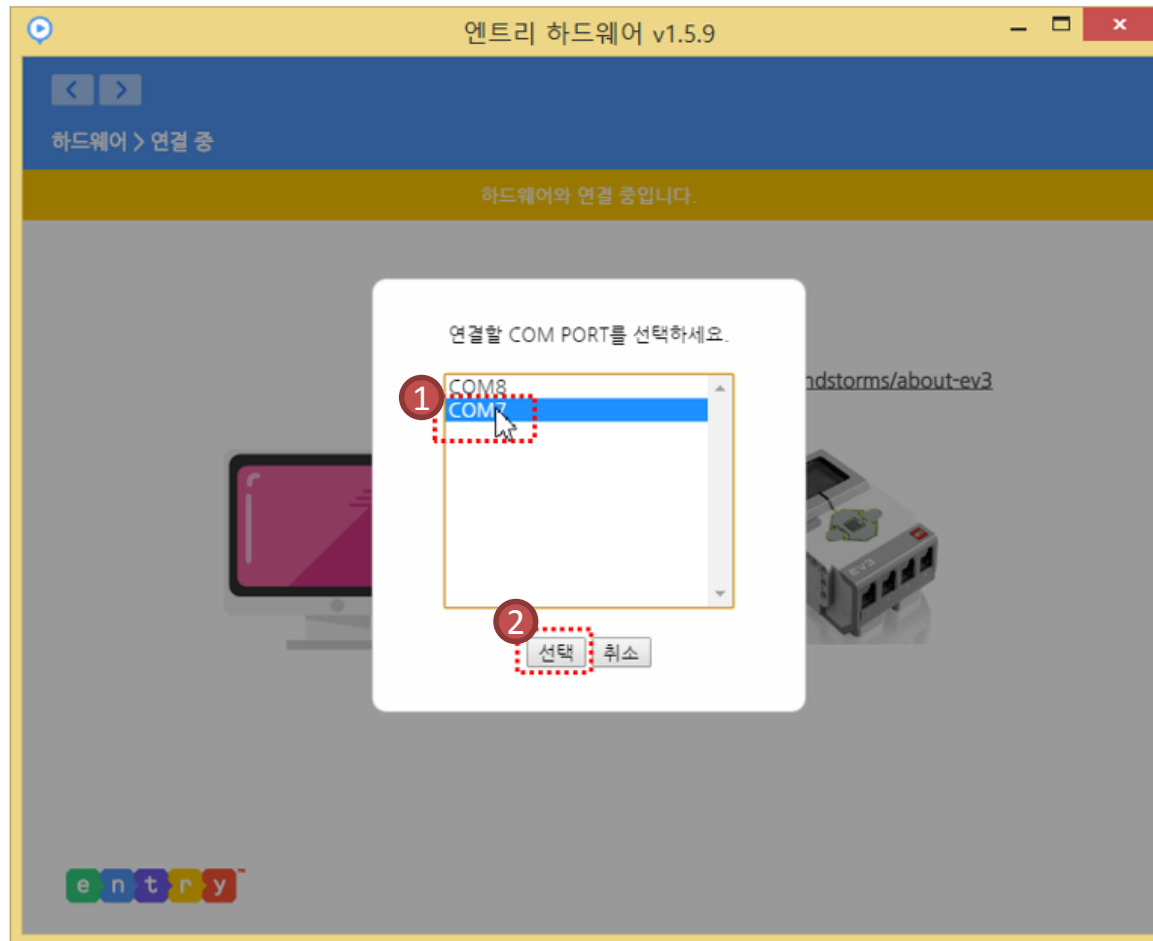 엔트리 하드웨어 v1.5.9
하드웨어 > 연결 중
하드웨어와 연결 중입니다.
연결할 COM PORT를 선택하세요.
ndstorms/about-ev3
COM8
1
COM7
EV3
2
선택 취소
entry